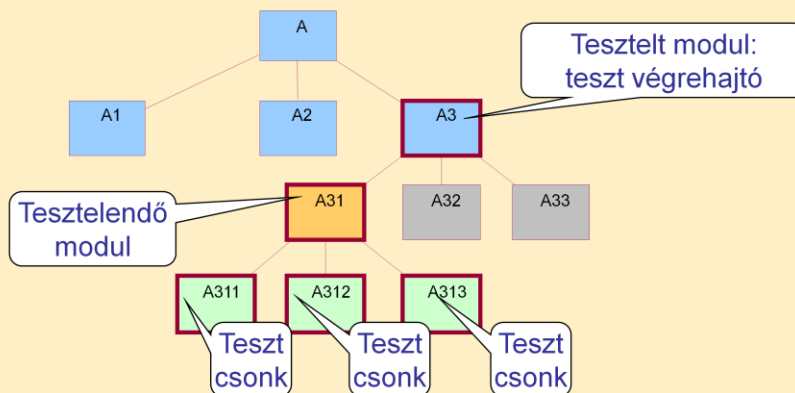 A
Tesztelt modul:
teszt végrehajtó
A1
A2
A3
Tesztelendő
modul
A31
A32
A33
A311
A312
A313
Teszt
csonk
Teszt
csonk
Teszt
csonk